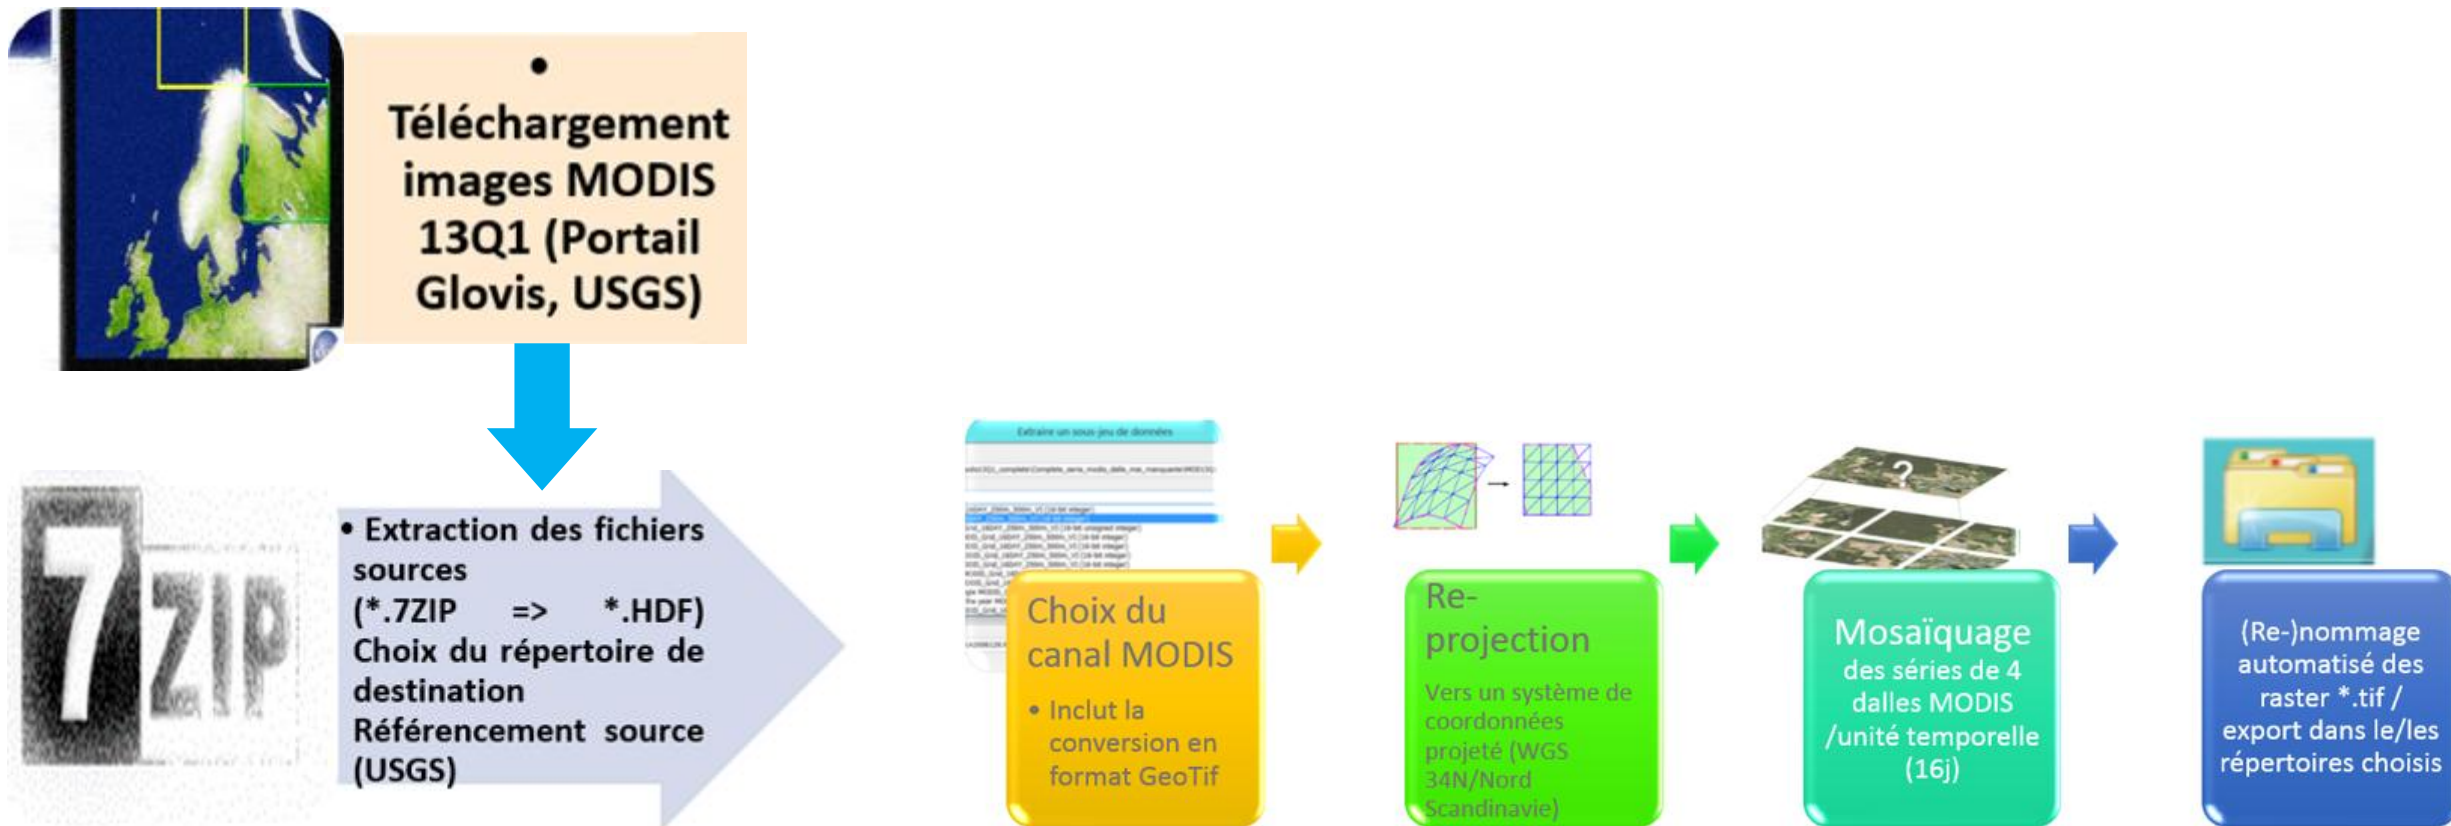 •
Téléchargement
images MODIS
13Q1 (Portail
Glovis, USGS)
7ZIP
• Extraction des fichiers
sources
(*.7ZIP => *.HDF)
Choix du répertoire de
destination
Référencement source
(USGS)
Extraire un sous-jeu de données
Choix du
canal MODIS
• Inclut la
conversion en
format GeoTif
Re-
projection
Vers un système de
coordonnées
projeté (WGS
34N/Nord
Scandinavie)
?
Mosaïquage
des séries de 4
dalles MODIS
/unité temporelle
(16j)
(Re-)nommage
automatisé des
raster *.tif /
export dans le/les
répertoires choisis